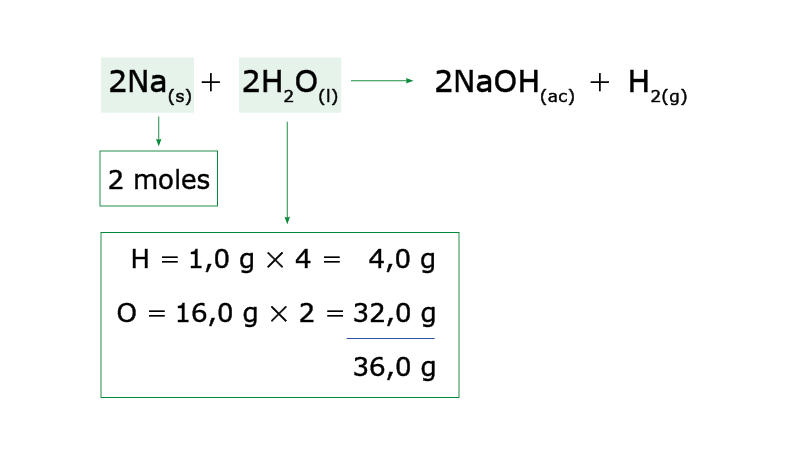 2Na(s) + 2H2O(l) → 2NaOH(ac) + H2(g)
2 moles
H = 1,0 g × 4 = 4,0 g
O = 16,0 g × 2 = 32,0 g
36,0 g